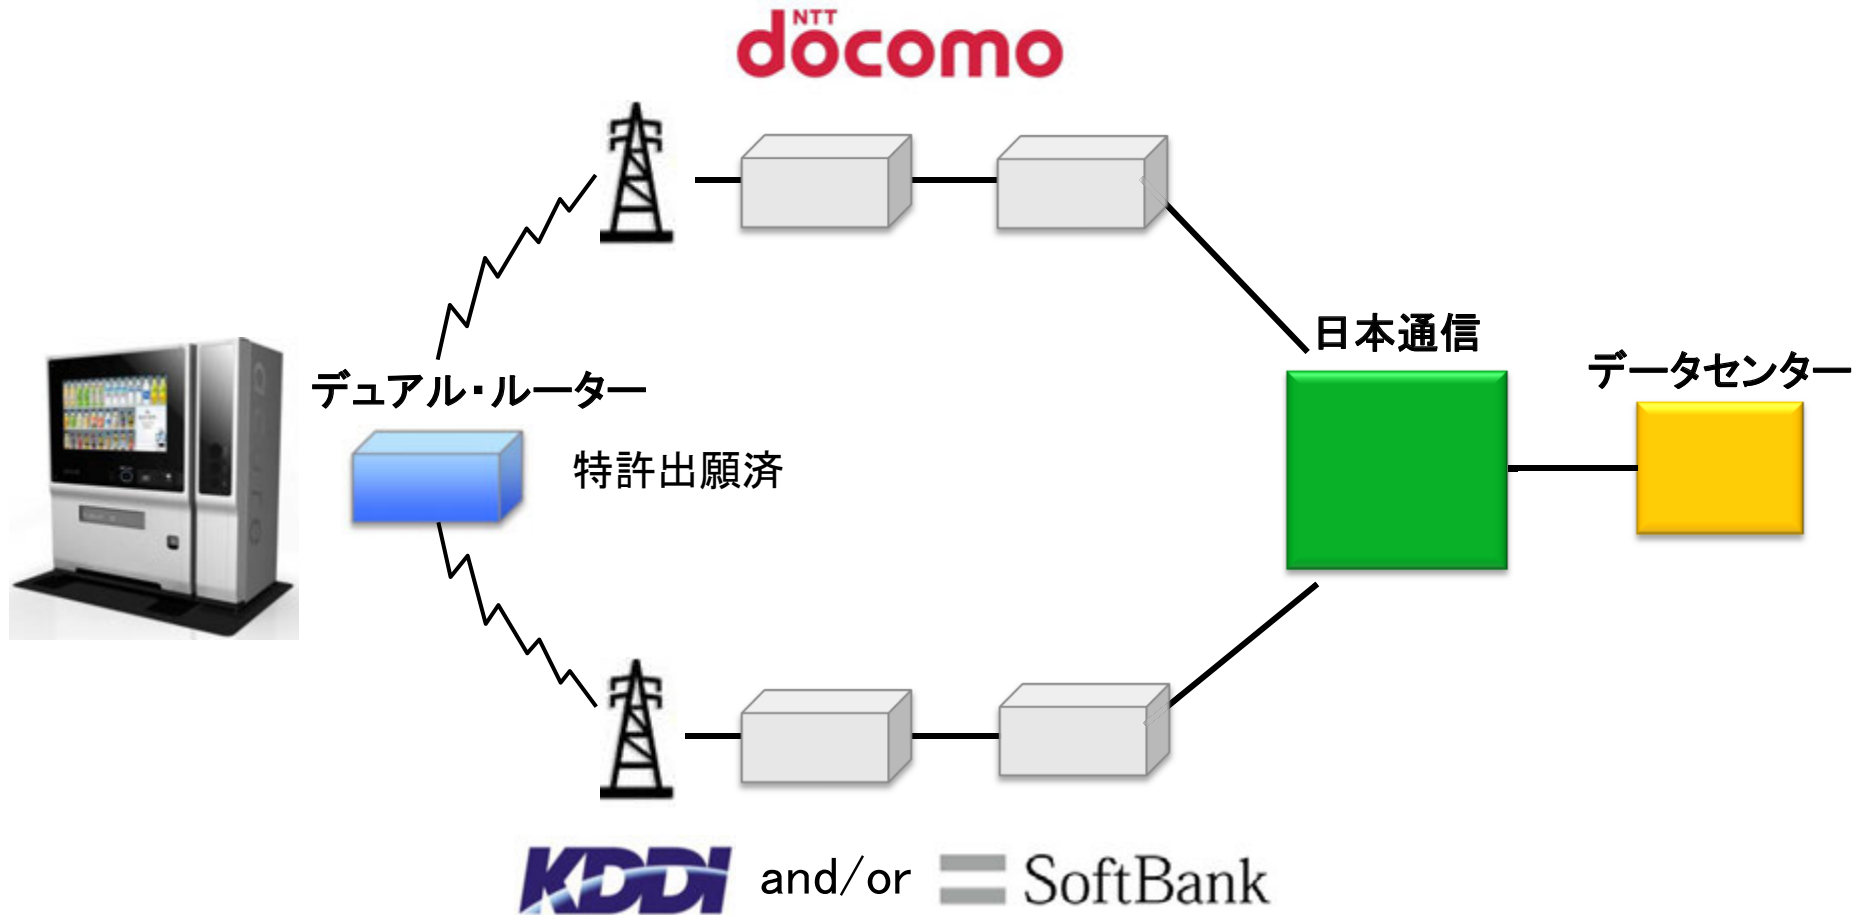 NTT
docomo
日本通信
データセンター
デュアル・ルーター
特許出願済
acure
KDDI and/or SoftBank